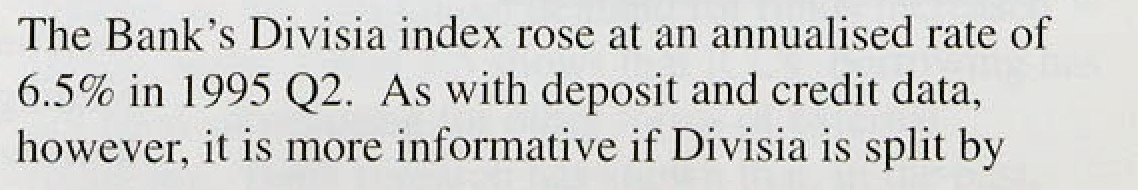 The Bank's Divisia index rose at an annualised rate of
6.5% in 1995 Q2. As with deposit and credit data,
however, it is more informative if Divisia is split by